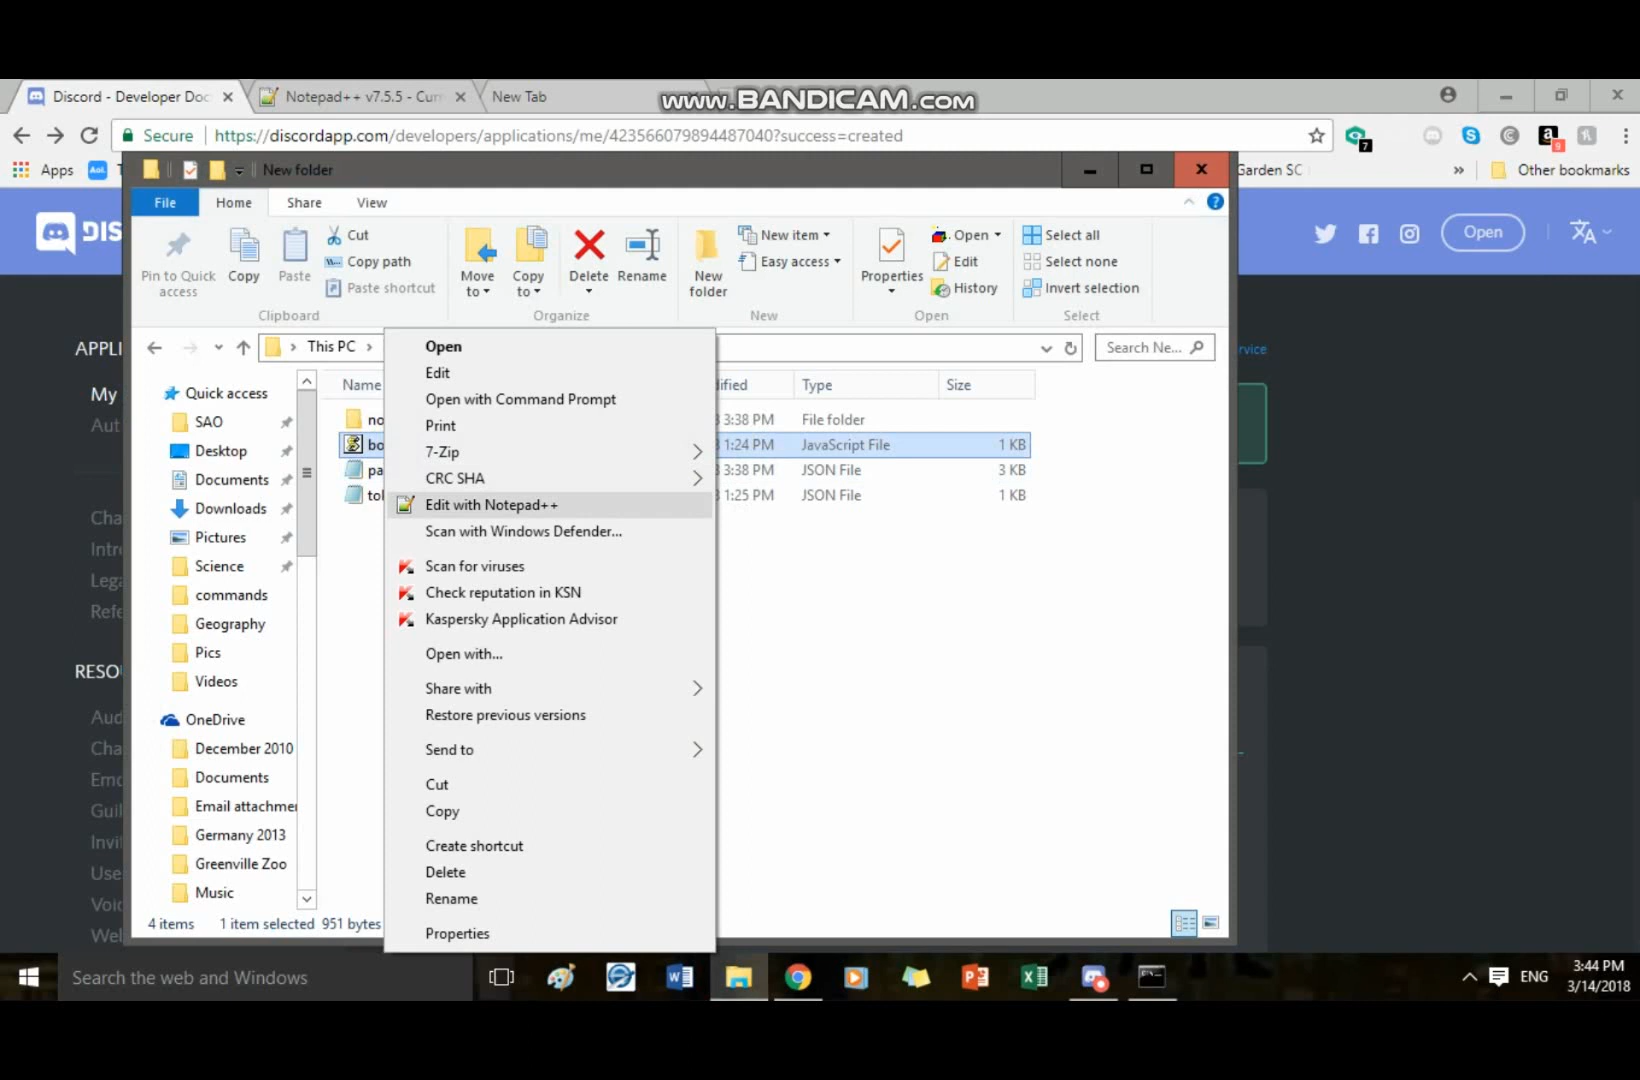 www.BANDICAM.com
Discord - Developer Doc
Notepad++ v7.5.5 - Curr
New Tab
Secure
https://discordapp.com/developers/applications/me/423566079894487040?success=created
7
9
Apps
Aol.
New folder
Garden SC
»
Other bookmarks
File
Home
Share
View
DISC
Open
Pin to Quick access
Copy
Paste
Cut
Copy path
Paste shortcut
Clipboard
Move to
Copy to
Delete
Rename
Organize
New folder
New item
Easy access
New
Properties
Open
Edit
History
Open
Select all
Select none
Invert selection
Select
APPLI
This PC
Search Ne...
rvice
My
Aut
Cha
Intr
Leg
Refe
RESO
Aud
Cha
Emo
Guil
Invi
Use
Voic
Wel
Quick access
SAO
Desktop
Documents
Downloads
Pictures
Science
commands
Geography
Pics
Videos
OneDrive
December 2010
Documents
Email attachme
Germany 2013
Greenville Zoo
Music
Name
dified
Type
Size
no
3:38 PM
File folder
bo
1:24 PM
JavaScript File
1 KB
pa
3:38 PM
JSON File
3 KB
to
1:25 PM
JSON File
1 KB
Open
Edit
Open with Command Prompt
Print
7-Zip
CRC SHA
Edit with Notepad++
Scan with Windows Defender...
Scan for viruses
Check reputation in KSN
Kaspersky Application Advisor
Open with...
Share with
Restore previous versions
Send to
Cut
Copy
Create shortcut
Delete
Rename
Properties
4 items
1 item selected
951 bytes
Search the web and Windows
ENG
3:44 PM
3/14/2018